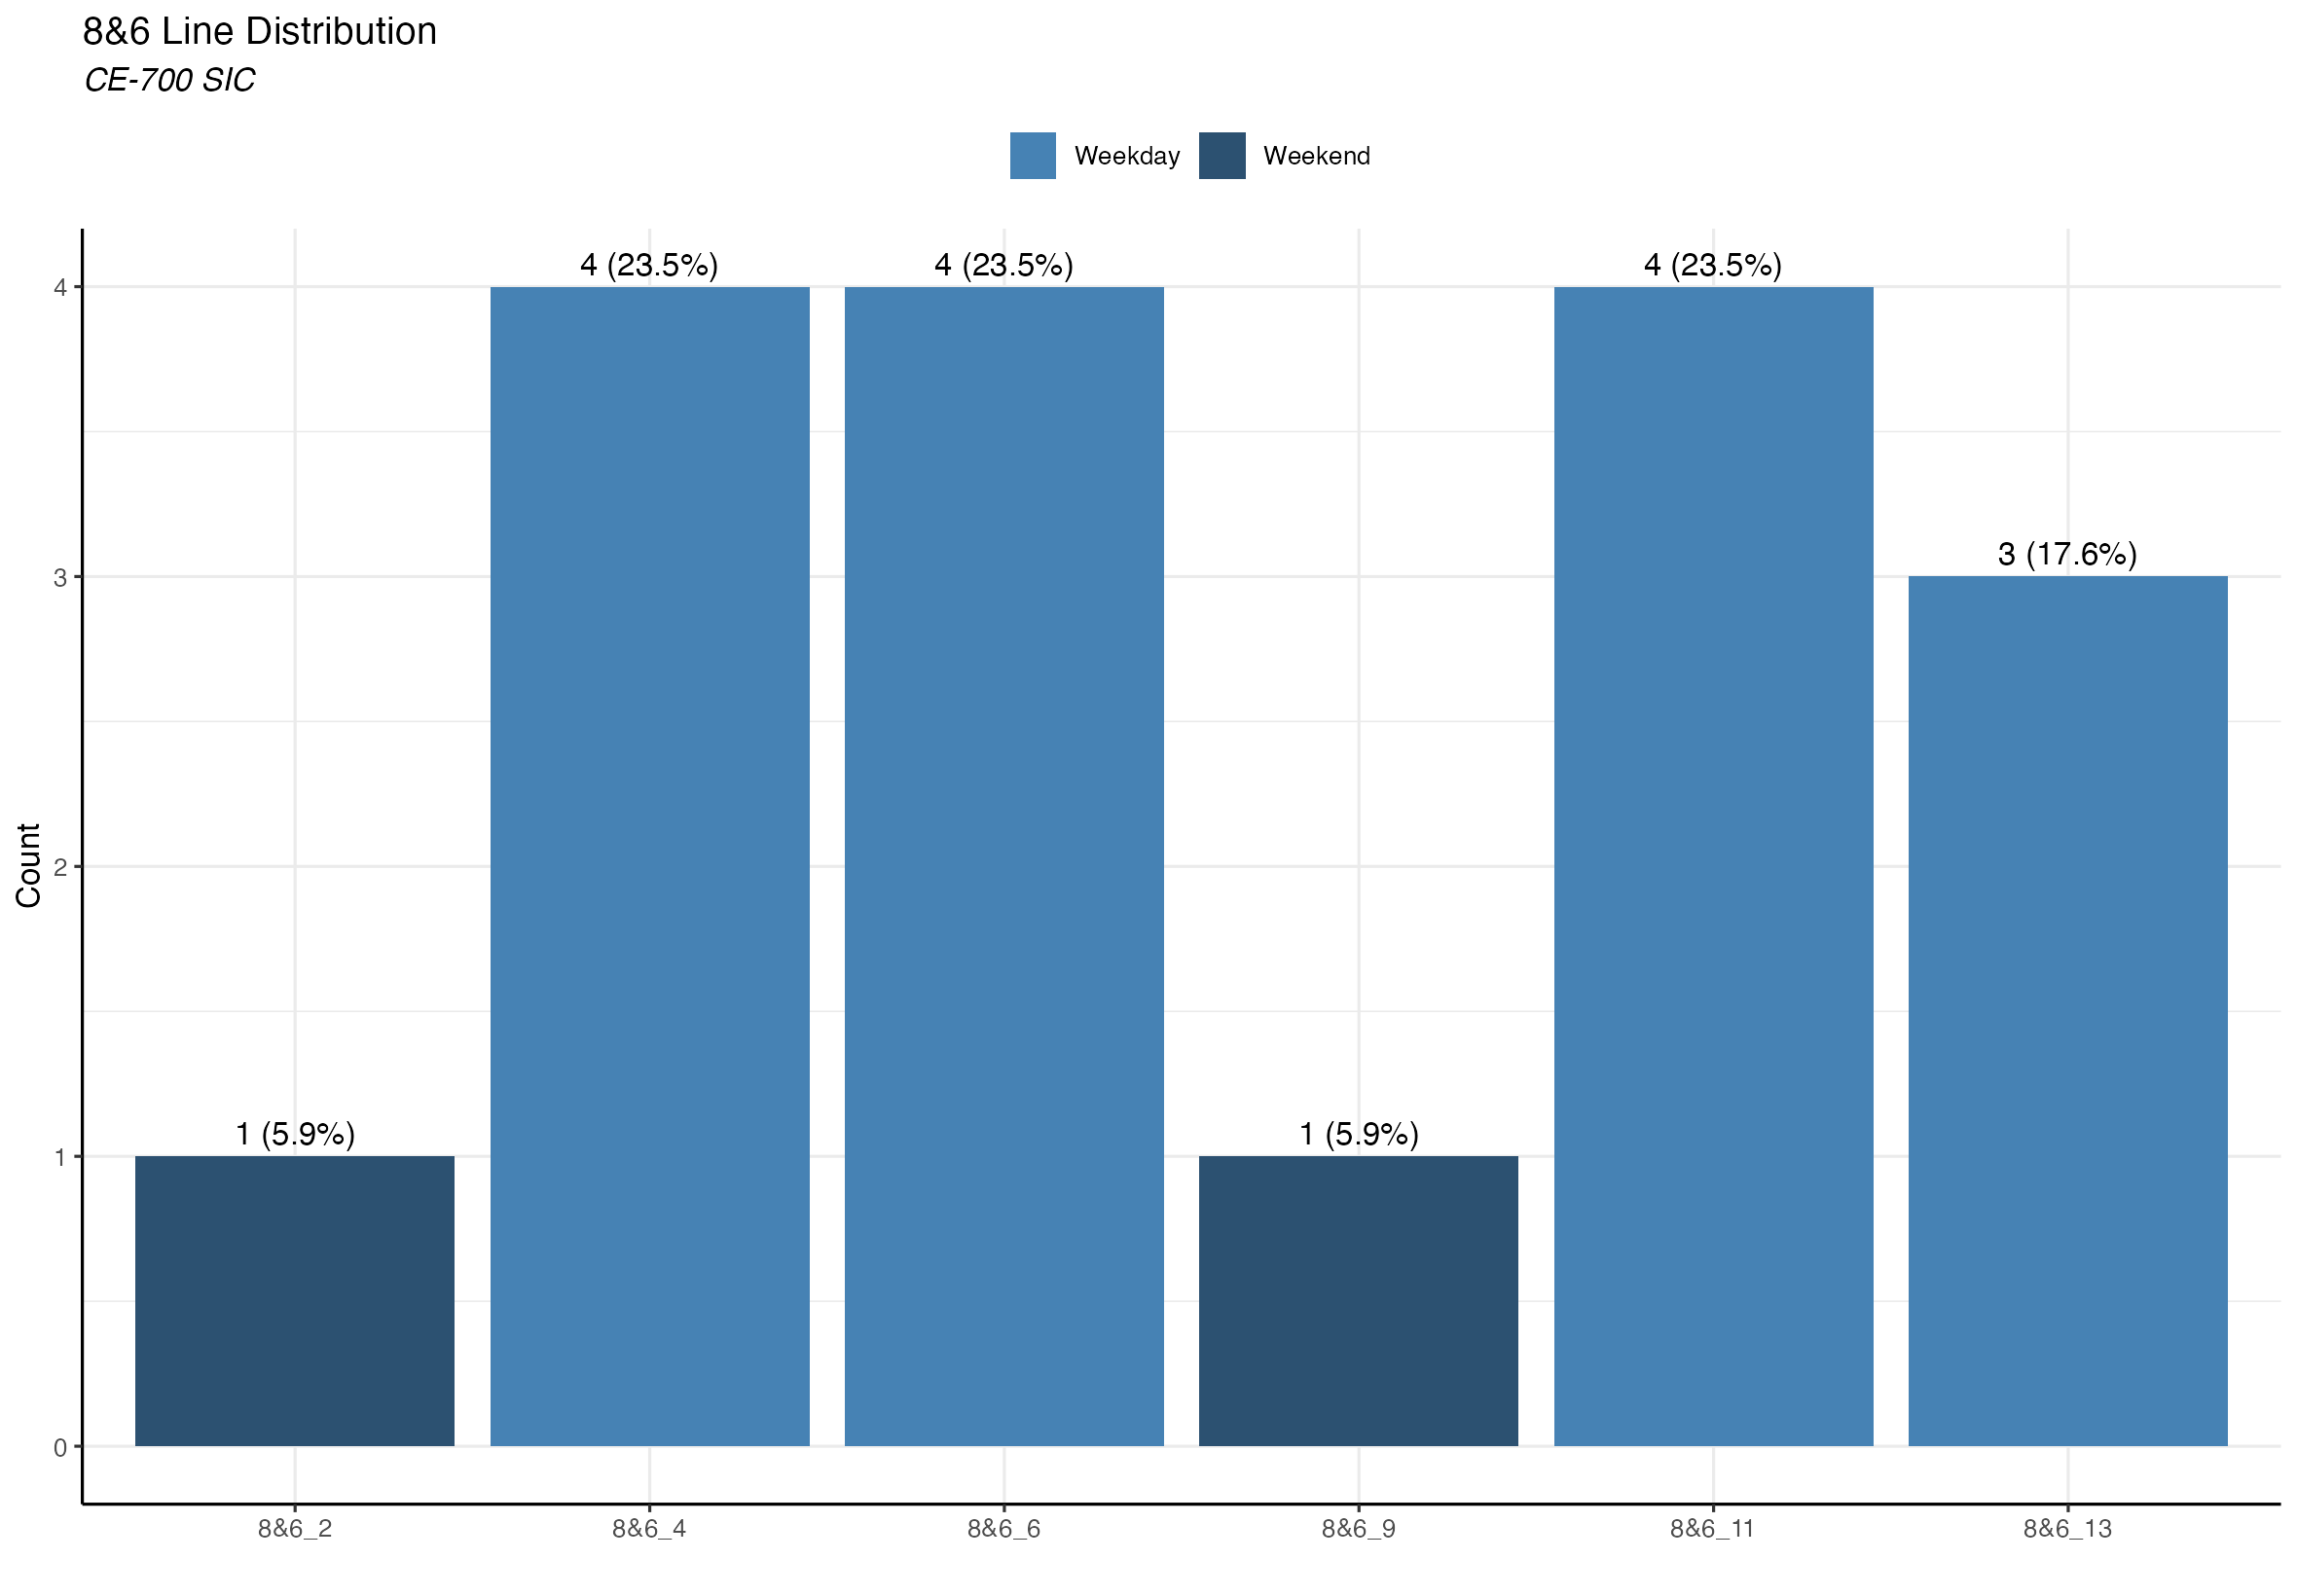 8&6 Line Distribution
CE-700 SIC
Weekday Weekend
4 (23.5%) 4 (23.5%) 4 (23.5%)
4
3 (17.6%)
3
Count
2
1 (5.9%) 1 (5.9%)
1
0
8&6_2 8&6_4 8&6_6 8&6_9 8&6_11 8&6_13